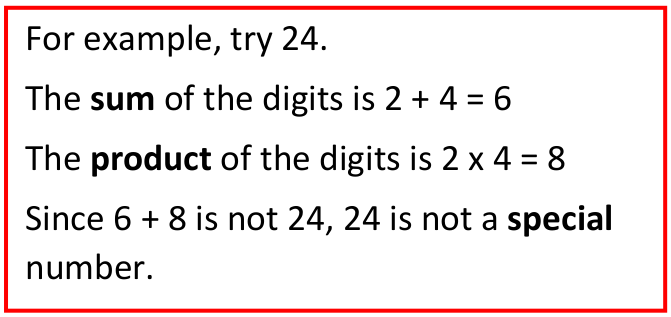 For example, try 24.
The sum of the digits is 2 + 4 = 6
The product of the digits is 2 x 4 = 8
Since 6 + 8 is not 24, 24 is not a special
number.